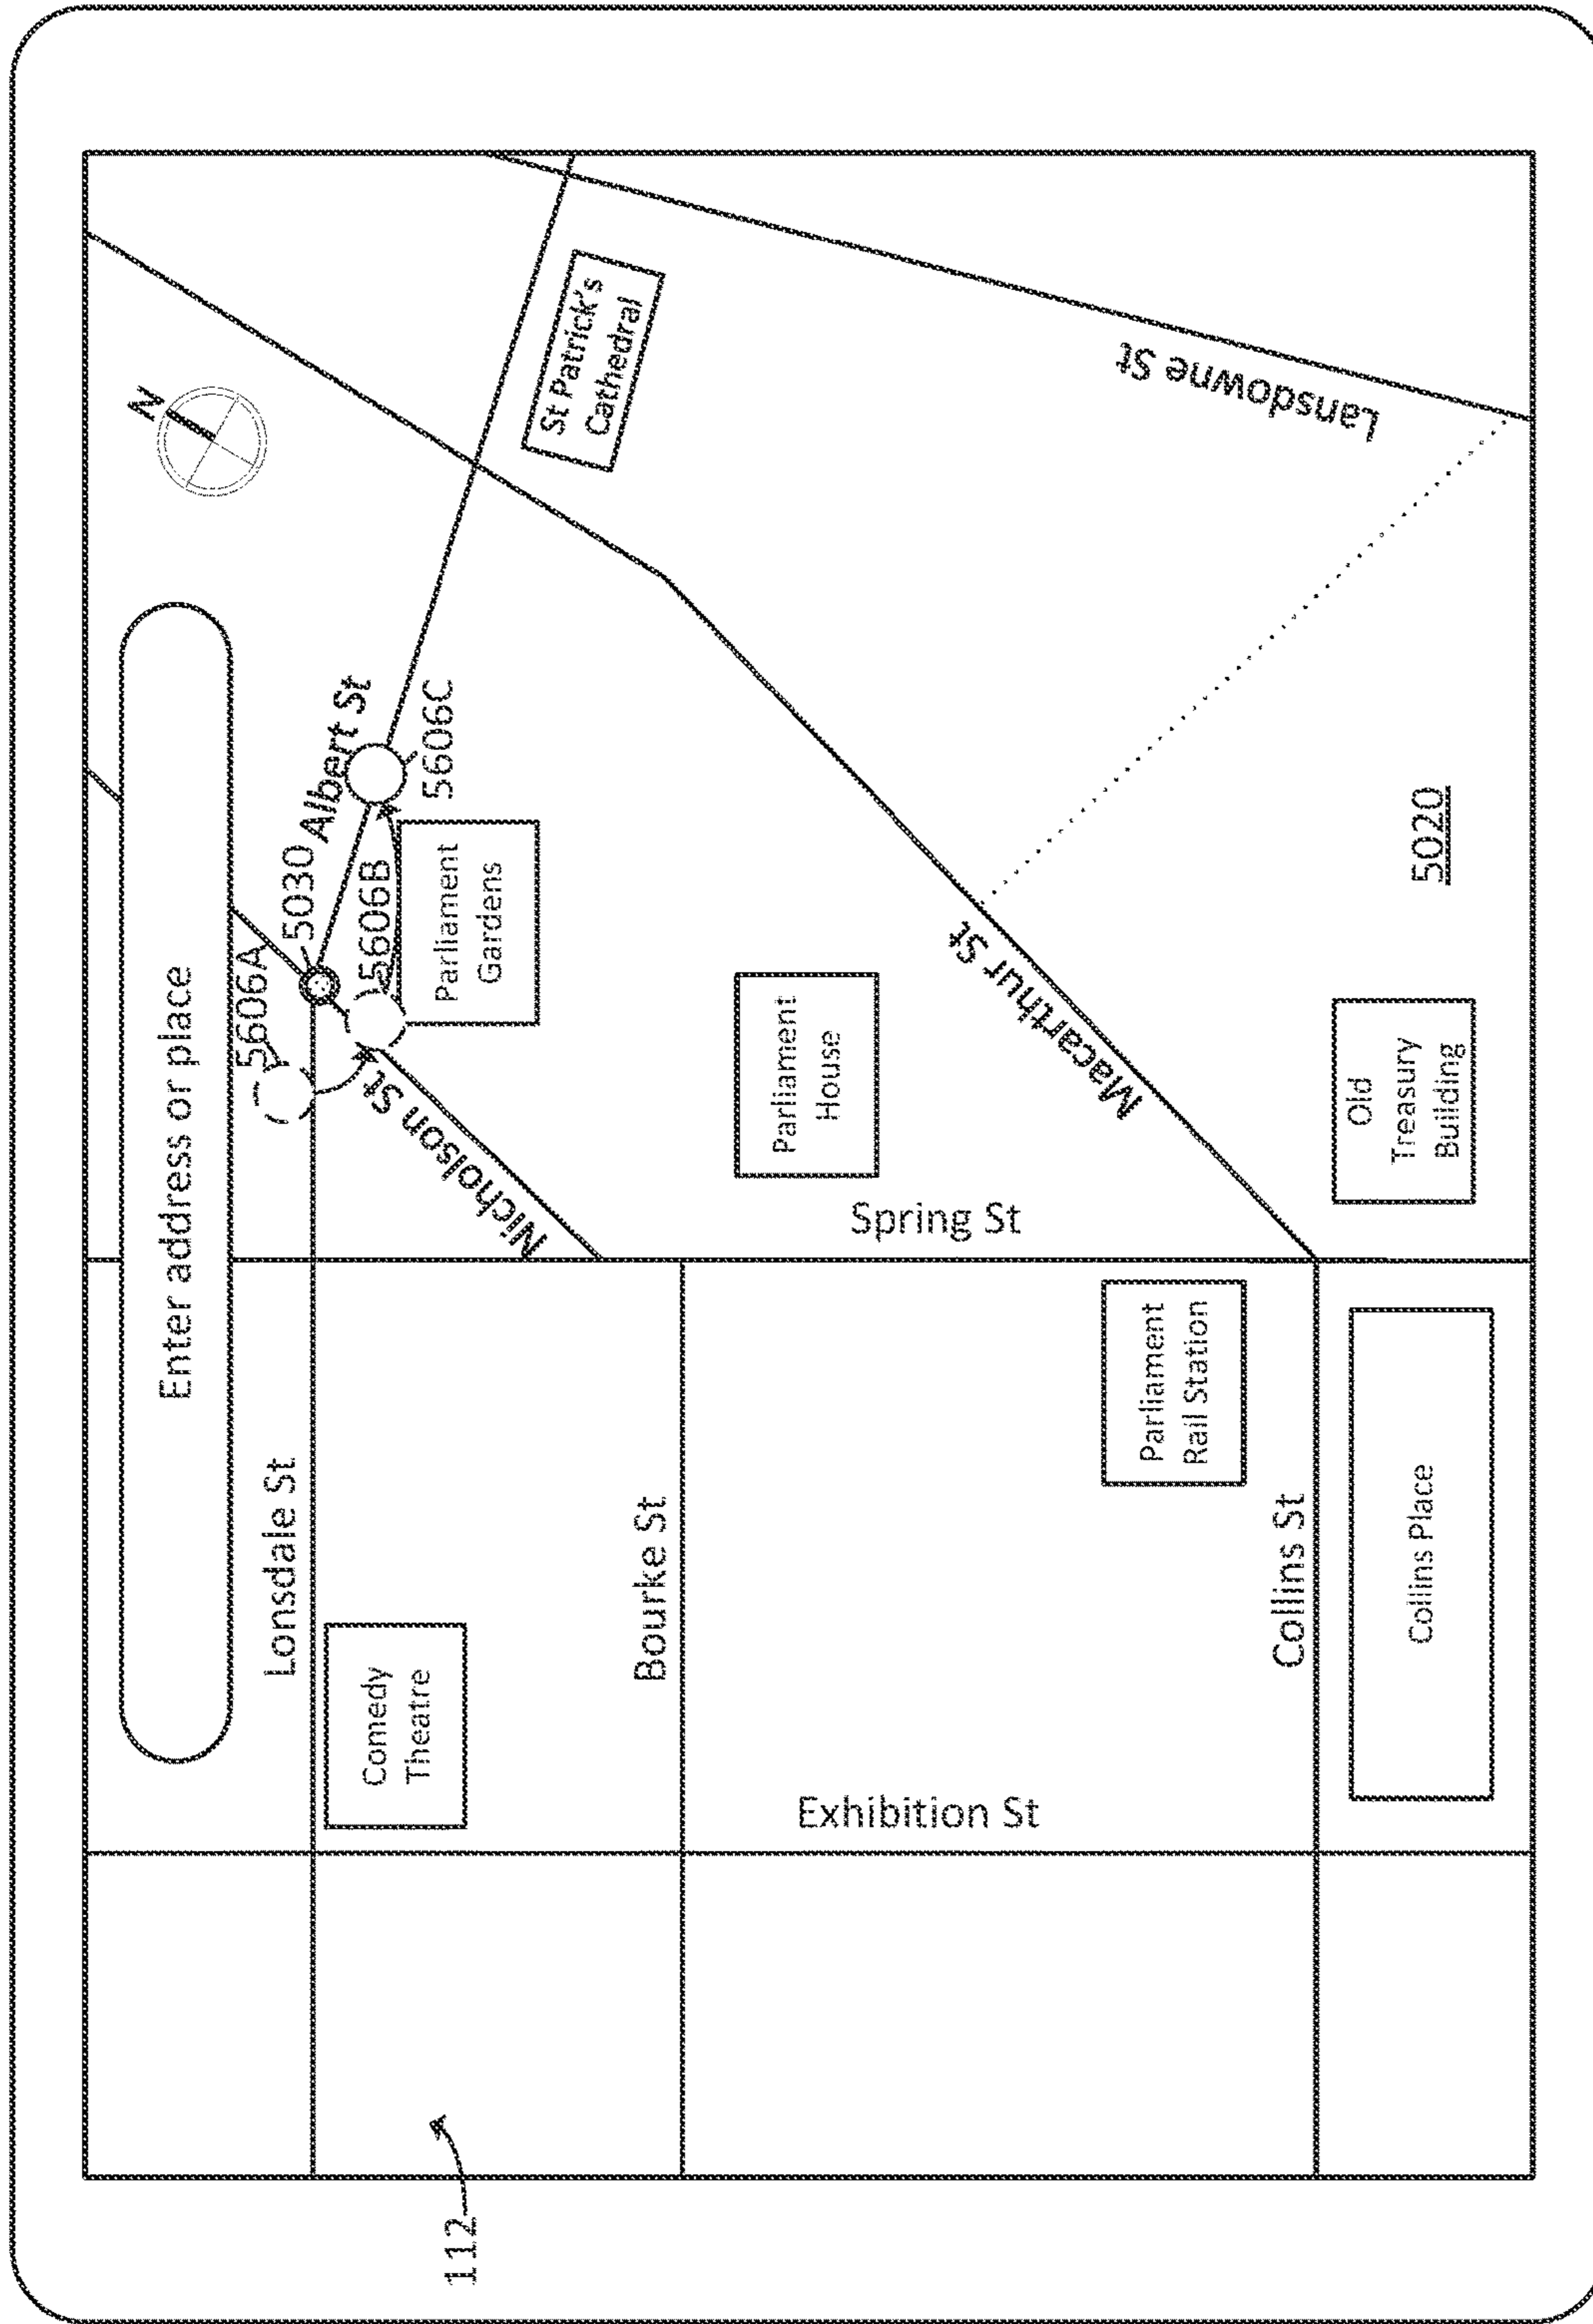 Enter address or place
N
5606A
5030
Albert St
5606B
5606C
Nicholson St
Parliament
Gardens
St Patrick's
Cathedral
Lonsdale St
Comedy
Theatre
112
Bourke St
Parliament
House
Spring St
Exhibition St
Macarthur St
Lansdowne St
Parliament
Rail Station
Collins St
Old
Treasury
Building
5020
Collins Place